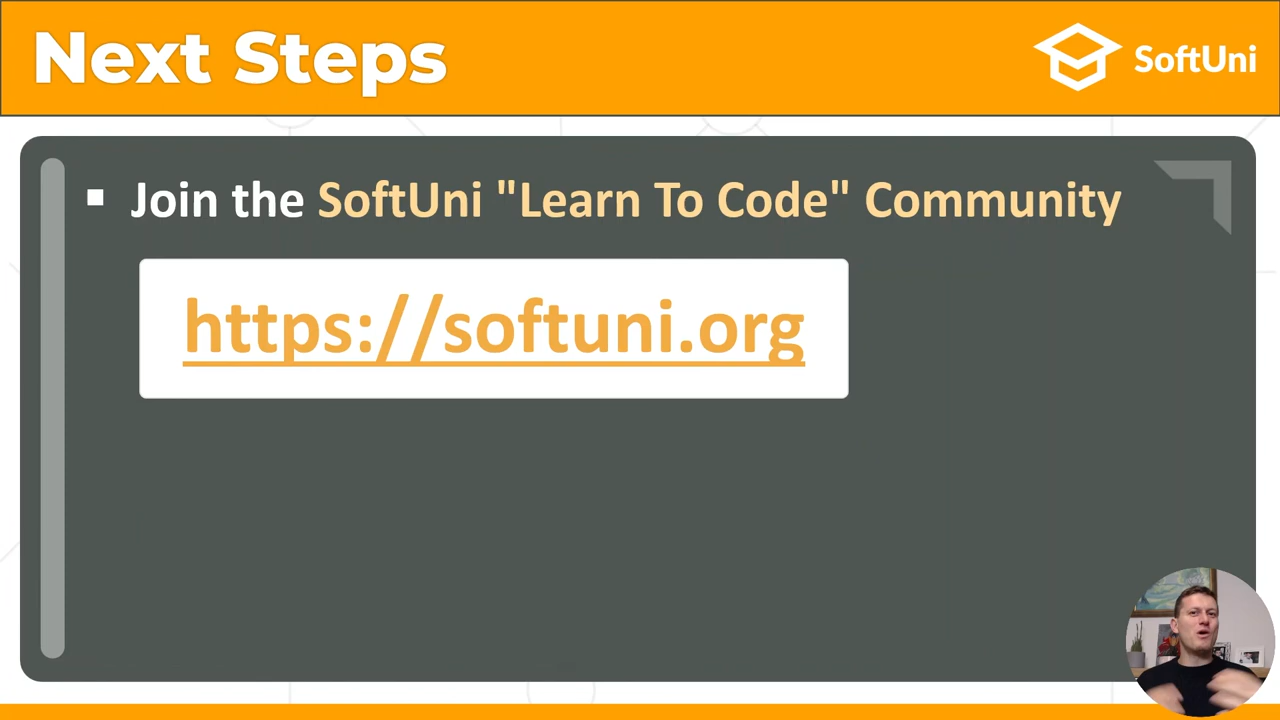 Next Steps
SoftUni
▪ Join the SoftUni "Learn To Code" Community
https://softuni.org